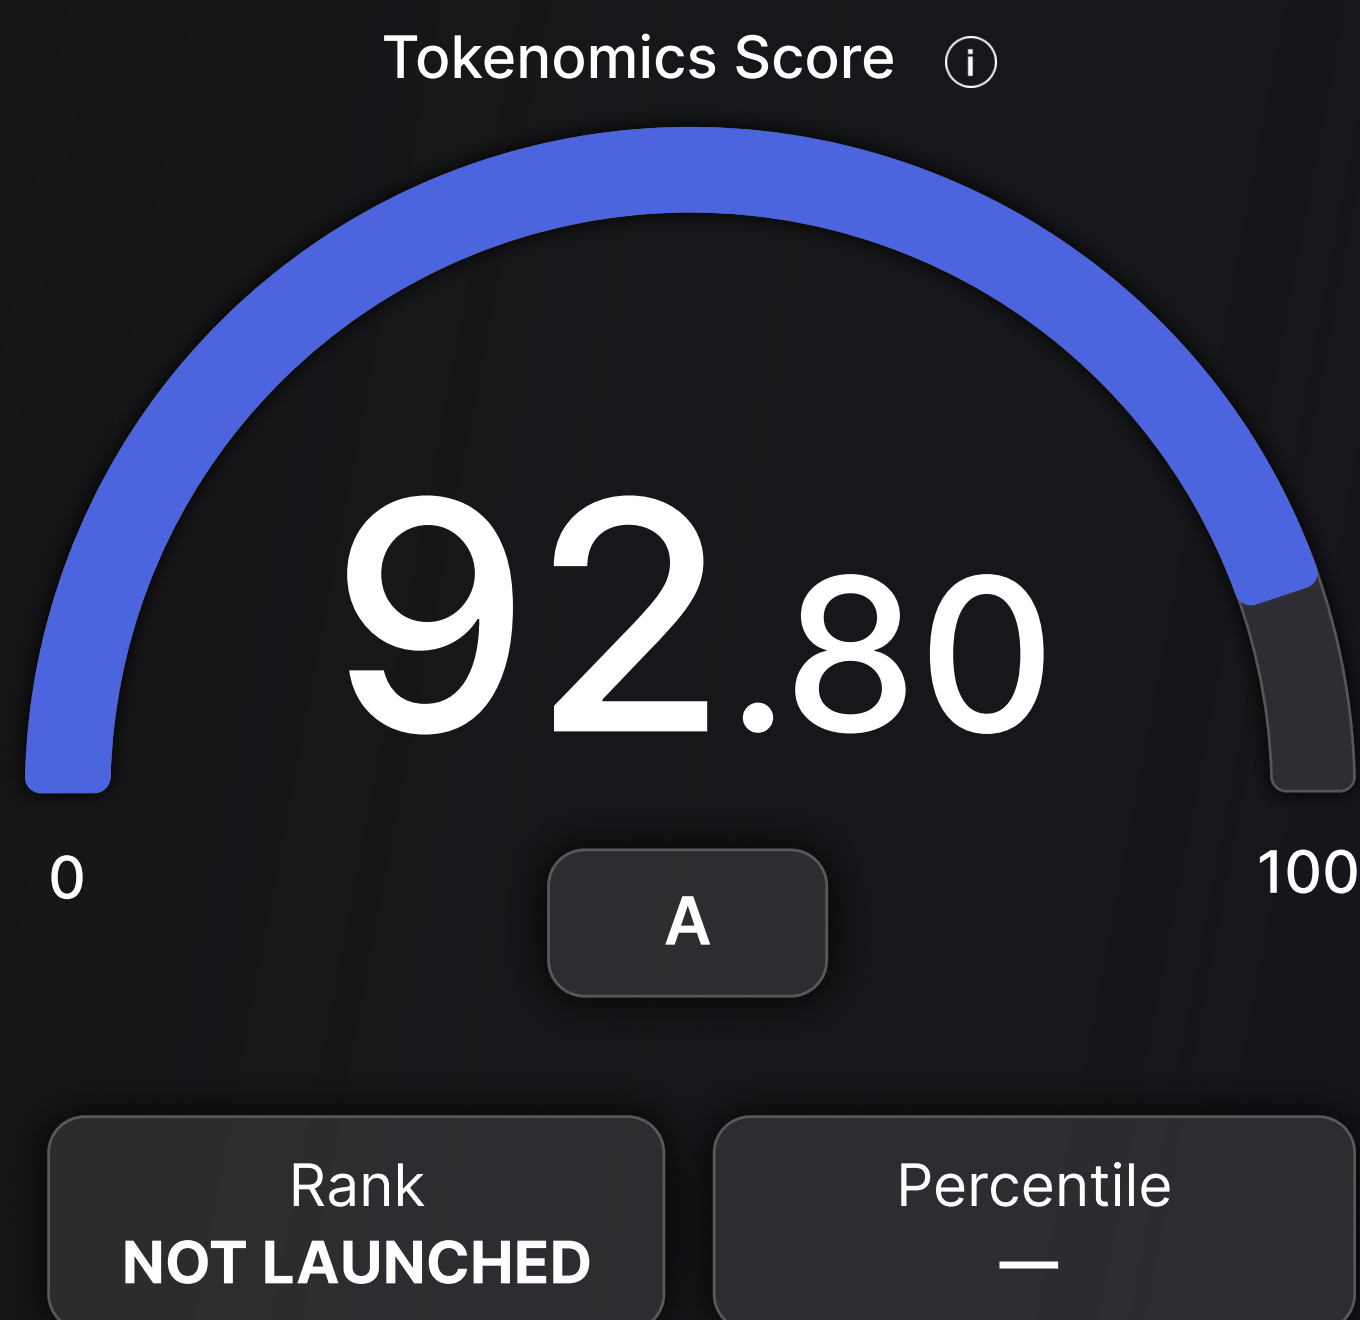 Tokenomics Score i
92.80
0
100
A
Rank
NOT LAUNCHED
Percentile
—